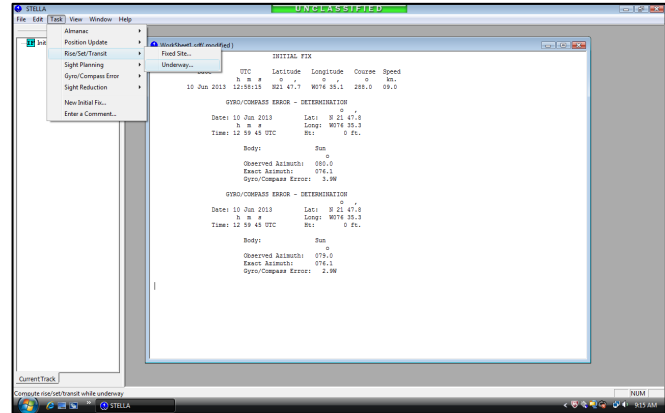 STELLA
UNCLASSIFIED
File Edit Task View Window Help
Almanac
Position Update
Rise/Set/Transit
Sight Planning
Gyro/Compass Error
Sight Reduction
New Initial Fix...
Enter a Comment...
Fixed Site...
Underway...
INITIAL FIX
UTC Latitude Longitude Course Speed
h m s o , o , o kn.
10 Jun 2013 12:58:15 N21 47.7 W076 35.1 288.0 09.0
GYRO/COMPASS ERROR - DETERMINATION
o ,
Date: 10 Jun 2013 Lat: N 21 47.8
h m s Long: W076 35.3
Time: 12 59 45 UTC Ht: 0 ft.
Body: Sun
o
Observed Azimuth: 080.0
Exact Azimuth: 076.1
Gyro/Compass Error: 3.9W
GYRO/COMPASS ERROR - DETERMINATION
o ,
Date: 10 Jun 2013 Lat: N 21 47.8
h m s Long: W076 35.3
Time: 12 59 45 UTC Ht: 0 ft.
Body: Sun
o
Observed Azimuth: 079.0
Exact Azimuth: 076.1
Gyro/Compass Error: 2.9W
CurrentTrack
Compute rise/set/transit while underway NUM
STELLA 9:15 AM